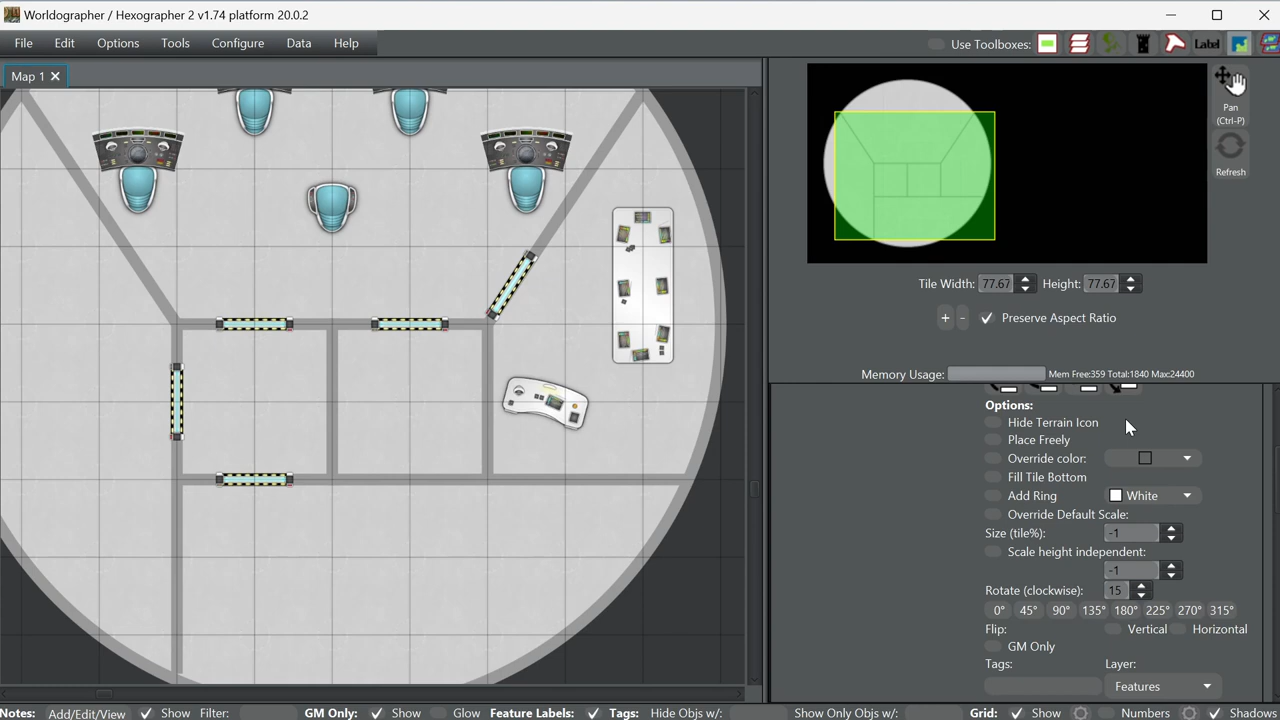 Worldographer / Hexographer 2 v1.74 platform 20.0.2
File Edit Options Tools Configure Data Help
Use Toolboxes: Label
Map 1
Pan
(Ctrl-P)
Refresh
Tile Width: 77.67 Height: 77.67
+ - Preserve Aspect Ratio
Memory Usage: Mem Free:359 Total:1840 Max:24400
Options:
Hide Terrain Icon
Place Freely
Override color:
Fill Tile Bottom
Add Ring White
Override Default Scale:
Size (tile%): -1
Scale height independent:
-1
Rotate (clockwise): 15
0° 45° 90° 135° 180° 225° 270° 315°
Flip: Vertical Horizontal
GM Only
Tags: Layer:
Features
Notes: Add/Edit/View Show Filter: GM Only: Show Glow Feature Labels: Tags: Hide Objs w/: Show Only Objs w/: Grid: Show Numbers Shadows